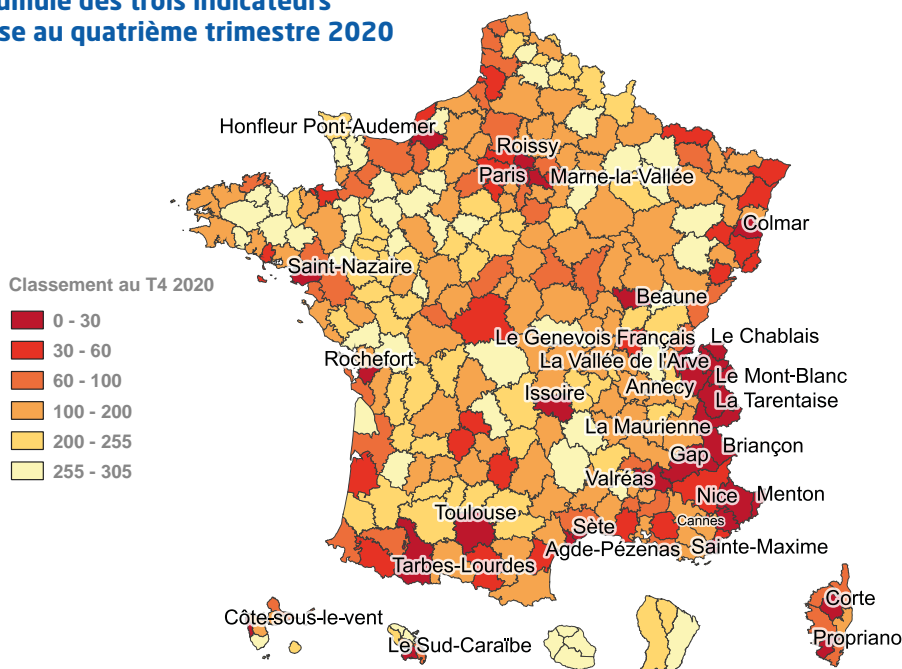 se au quatrième trimestre 2020
Honfleur Pont-Audemer
Roissy
Paris
Marne-la-Vallée
Colmar
Saint-Nazaire
Classement au T4 2020
0 - 30
30 - 60
60 - 100
100 - 200
200 - 255
255 - 305
Beaune
Le Genevois Français
Le Chablais
Rochefort
La Vallée de l'Arve
Annecy
Le Mont-Blanc
Issoire
La Tarentaise
La Maurienne
Briançon
Gap
Valréas
Nice
Menton
Toulouse
Sète
Cannes
Agde-Pézenas
Sainte-Maxime
Tarbes-Lourdes
Côte-sous-le-vent
Le Sud-Caraïbe
Corte
Propriano